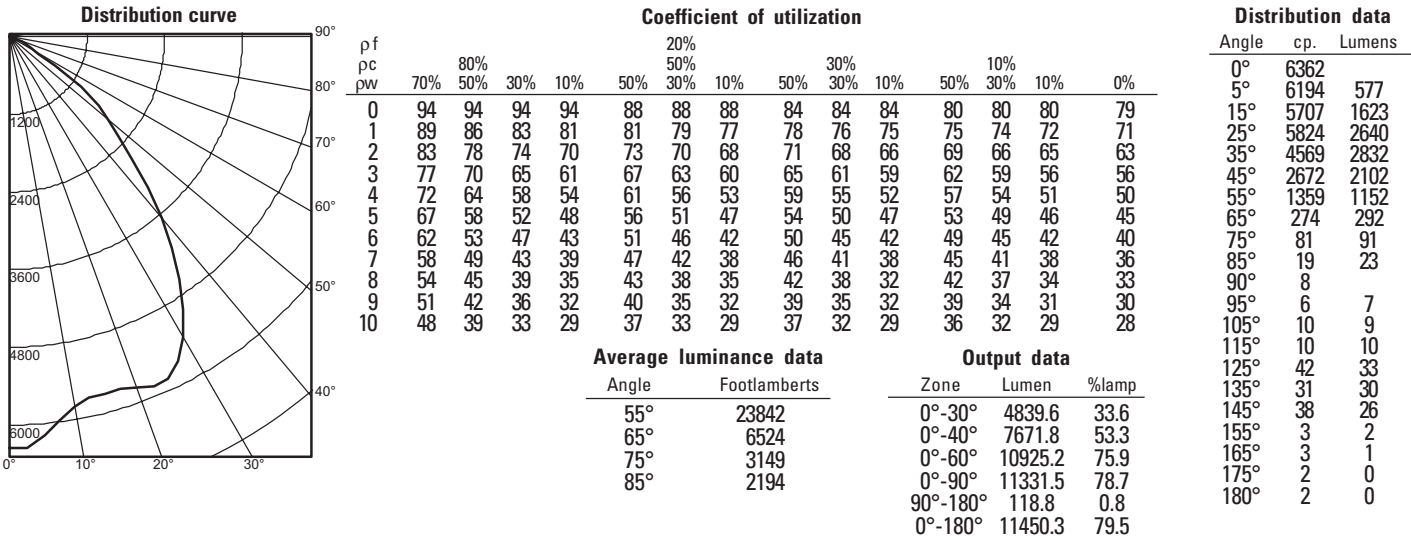 Distribution curve
90°
80°
70°
60°
50°
40°
1200
2400
3600
4800
6000
0° 10° 20° 30°
Coefficient of utilization
ρf 20%
ρc 80% 50% 30% 10%
ρw 70% 50% 30% 10% 50% 30% 10% 50% 30% 10% 50% 30% 10% 0%
0 94 94 94 94 88 88 88 84 84 84 80 80 80 79
1 89 86 83 81 81 79 77 78 76 75 75 74 72 71
2 83 78 74 70 73 70 68 71 68 66 69 66 65 63
3 77 70 65 61 67 63 60 65 61 59 62 59 56 56
4 72 64 58 54 61 56 53 59 55 52 57 54 51 50
5 67 58 52 48 56 51 47 54 50 47 53 49 46 45
6 62 53 47 43 51 46 42 50 45 42 49 45 42 40
7 58 49 43 39 47 42 38 46 41 38 45 41 38 36
8 54 45 39 35 43 38 35 42 38 32 42 37 34 33
9 51 42 36 32 40 35 32 39 35 32 39 34 31 30
10 48 39 33 29 37 33 29 37 32 29 36 32 29 28
Average luminance data
Angle Footlamberts
55° 23842
65° 6524
75° 3149
85° 2194
Output data
Zone Lumen %lamp
0°-30° 4839.6 33.6
0°-40° 7671.8 53.3
0°-60° 10925.2 75.9
0°-90° 11331.5 78.7
90°-180° 118.8 0.8
0°-180° 11450.3 79.5
Distribution data
Angle cp. Lumens
0° 6362
5° 6194 577
15° 5707 1623
25° 5824 2640
35° 4569 2832
45° 2672 2102
55° 1359 1152
65° 274 292
75° 81 91
85° 19 23
90° 8
95° 6 7
105° 10 9
115° 10 10
125° 42 33
135° 31 30
145° 38 26
155° 3 2
165° 3 1
175° 2 0
180° 2 0